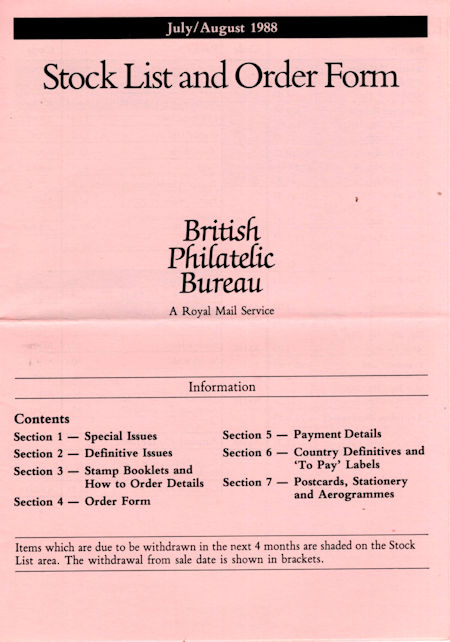 July/August 1988
Stock List and Order Form
British
Philatelic
Bureau
A Royal Mail Service
Information
Contents
Section 1 — Special Issues
Section 2 — Definitive Issues
Section 3 — Stamp Booklets and
How to Order Details
Section 4 — Order Form
Section 5 — Payment Details
Section 6 — Country Definitives and
'To Pay' Labels
Section 7 — Postcards, Stationery
and Aerogrammes
Items which are due to be withdrawn in the next 4 months are shaded on the Stock
List area. The withdrawal from sale date is shown in brackets.